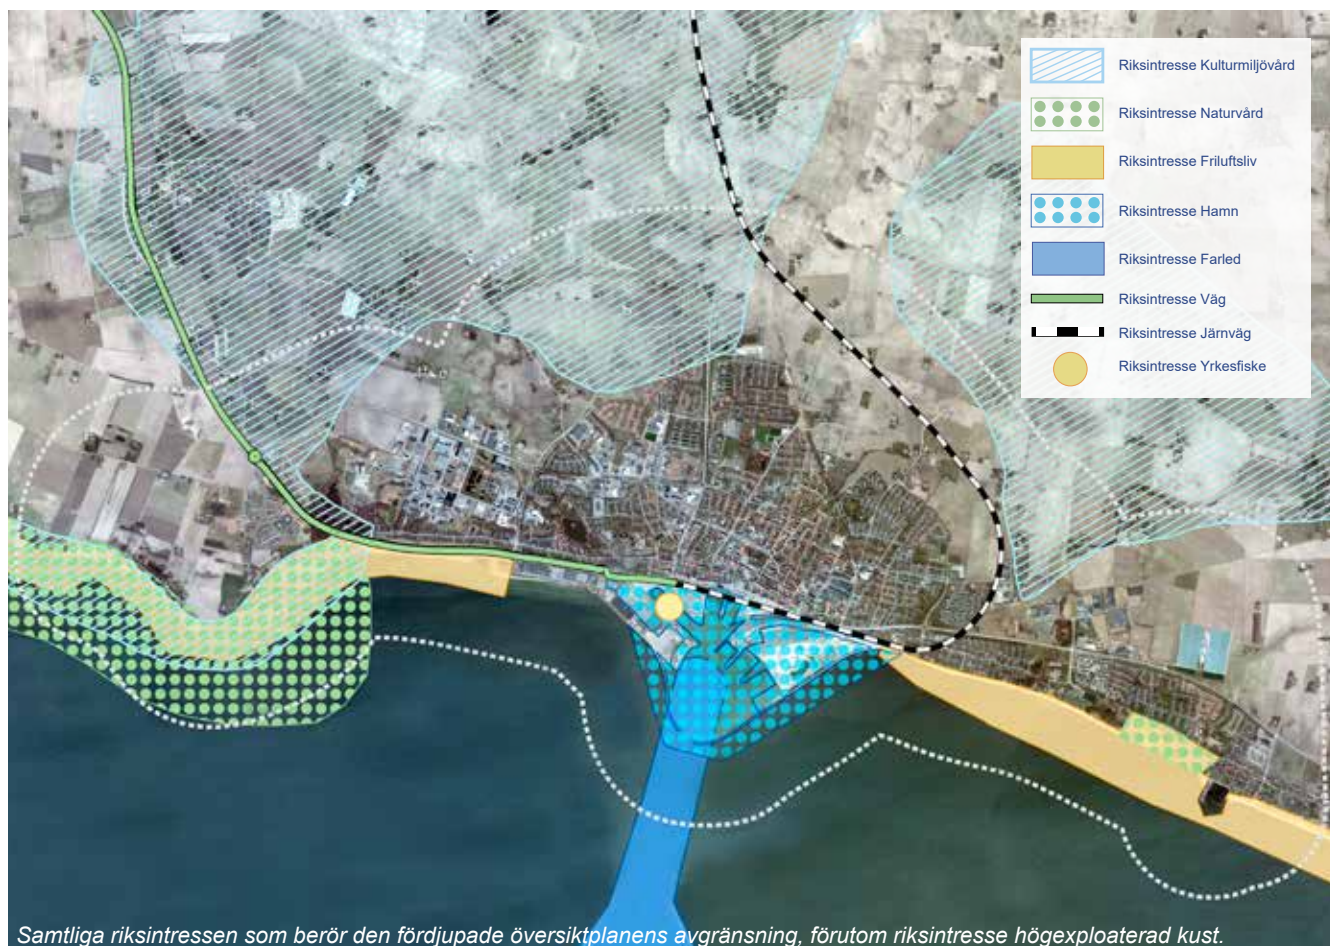 Riksintresse Kulturmiljövård
Riksintresse Naturvård
Riksintresse Friluftsliv
Riksintresse Hamn
Riksintresse Farled
Riksintresse Väg
Riksintresse Järnväg
Riksintresse Yrkesfiske
Samtliga riksintressen som berör den fördjupade översiktplanens avgränsning, förutom riksintresse högexploaterad kust.